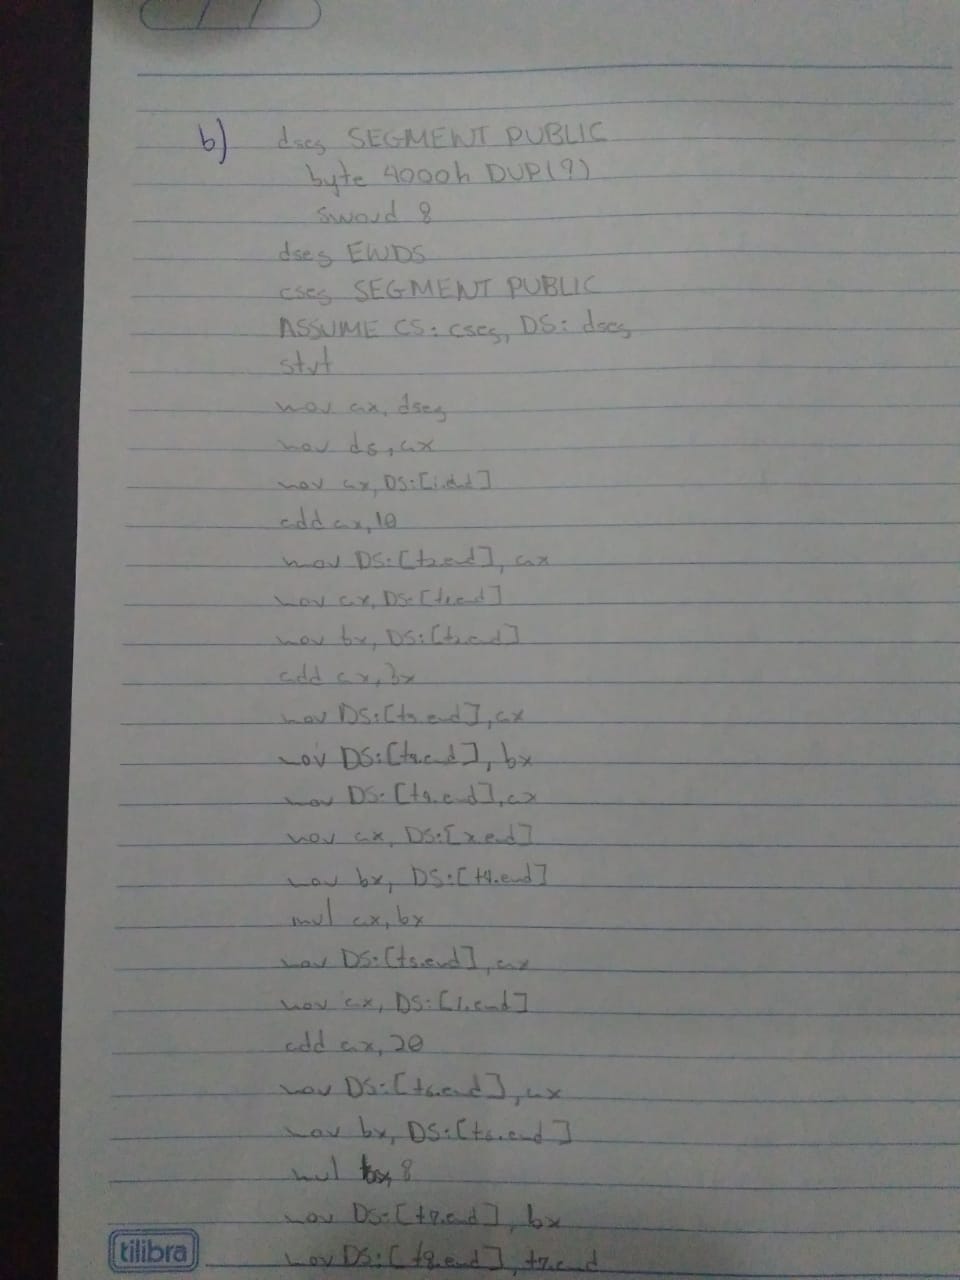 b) dseg SEGMENT PUBLIC
byte 4000h DUP(?)
sword 8
dseg ENDS
cseg SEGMENT PUBLIC
ASSUME CS: cseg, DS: dseg
strt
mov ax, dseg
mov ds, ax
mov ax, DS:[i.end]
add ax, 10
mov DS:[t2.end], ax
mov ax, DS:[t1.end]
mov bx, DS:[t2.end]
add ax, bx
mov DS:[t3.end], ax
mov DS:[], bx
mov DS:[t4.end], ax
mov ax, DS:[x.end]
mov bx, DS:[t4.end]
mul ax, bx
mov DS:[t5.end], ax
mov ax, DS:[1.end]
add ax, 20
mov DS:[t6.end], ax
mov bx, DS:[t6.end]
mul bx, 8
mov DS:[t7.end], bx
mov DS:[t8.end], t7.end
tilibra